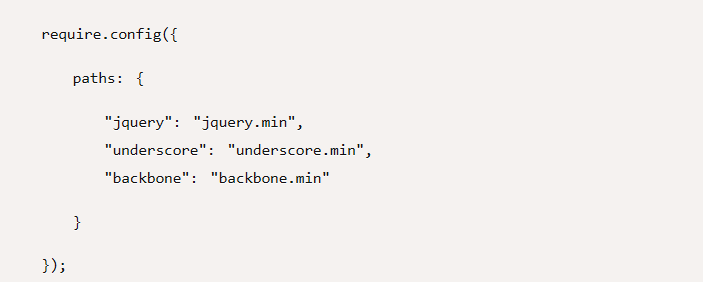 require.config({
paths: {
"jquery": "jquery.min",
"underscore": "underscore.min",
"backbone": "backbone.min"
}
});